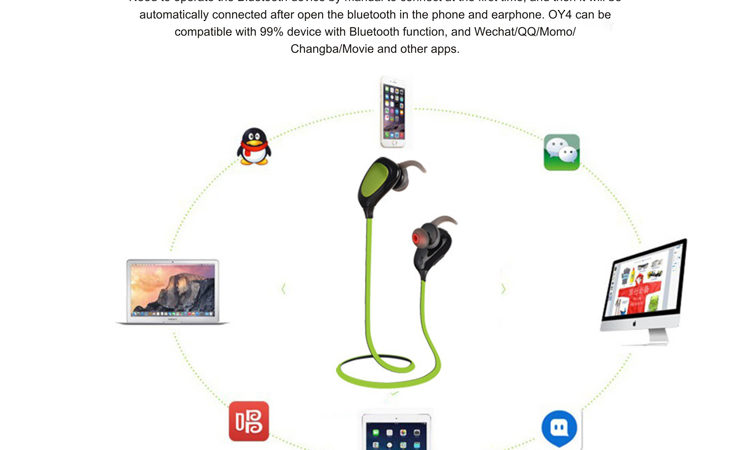 automatically connected after open the bluetooth in the phone and earphone. OY4 can be
compatible with 99% device with Bluetooth function, and Wechat/QQ/Momo/
Changba/Movie and other apps.
唱